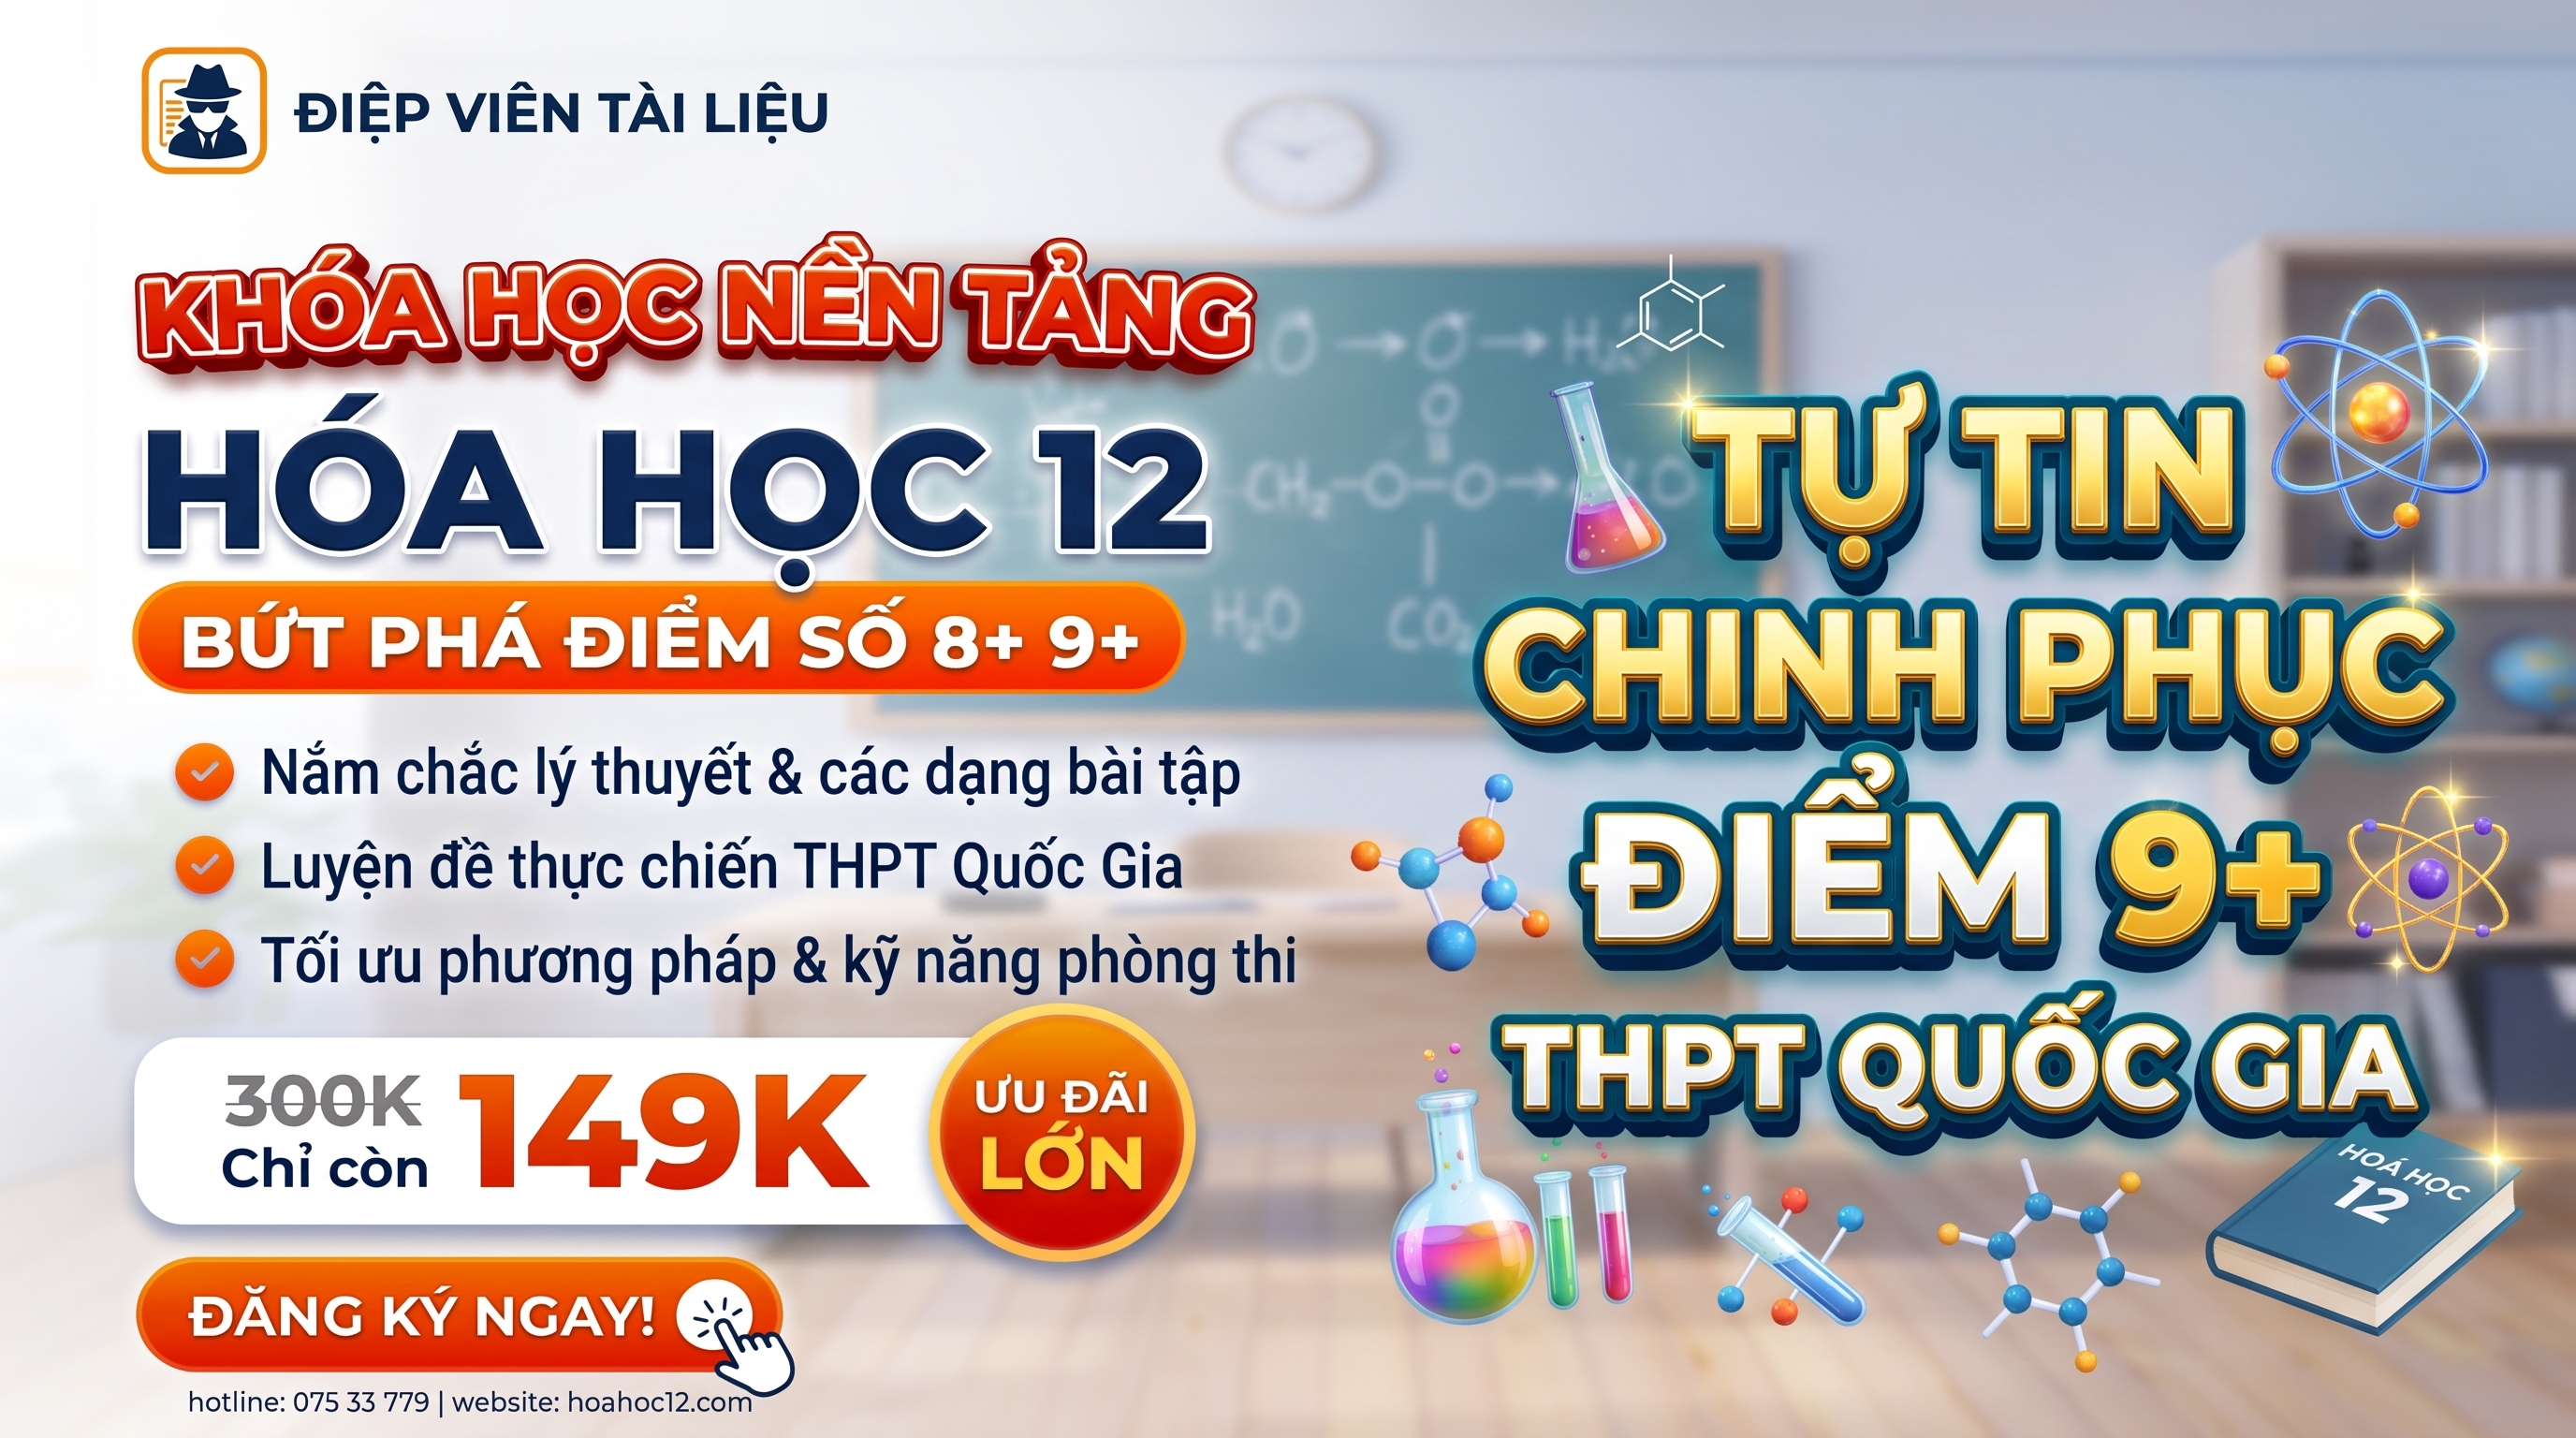 ĐIỆP VIÊN TÀI LIỆU
KHÓA HỌC NỀN TẢNG
HÓA HỌC 12
BỨT PHÁ ĐIỂM SỐ 8+ 9+
Nắm chắc lý thuyết & các dạng bài tập
Luyện đề thực chiến THPT Quốc Gia
Tối ưu phương pháp & kỹ năng phòng thi
300K
Chỉ còn 149K
ƯU ĐÃI
LỚN
ĐĂNG KÝ NGAY!
hotline: 075 33 779 | website: hoahoc12.com
TỰ TIN
CHINH PHỤC
ĐIỂM 9+
THPT QUỐC GIA
HOÁ HỌC
12
O → O → H
O
CH₂-O-O→ O
H₂O
CO₂